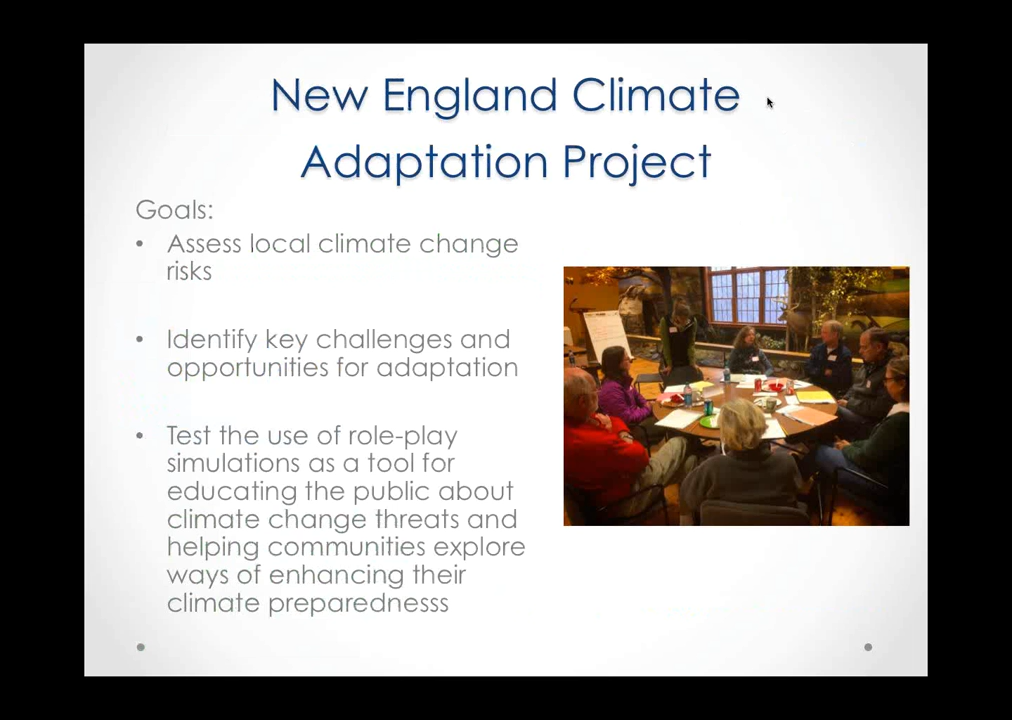 New England Climate
Adaptation Project
Goals:
• Assess local climate change
risks
• Identify key challenges and
opportunities for adaptation
• Test the use of role-play
simulations as a tool for
educating the public about
climate change threats and
helping communities explore
ways of enhancing their
climate preparednesss